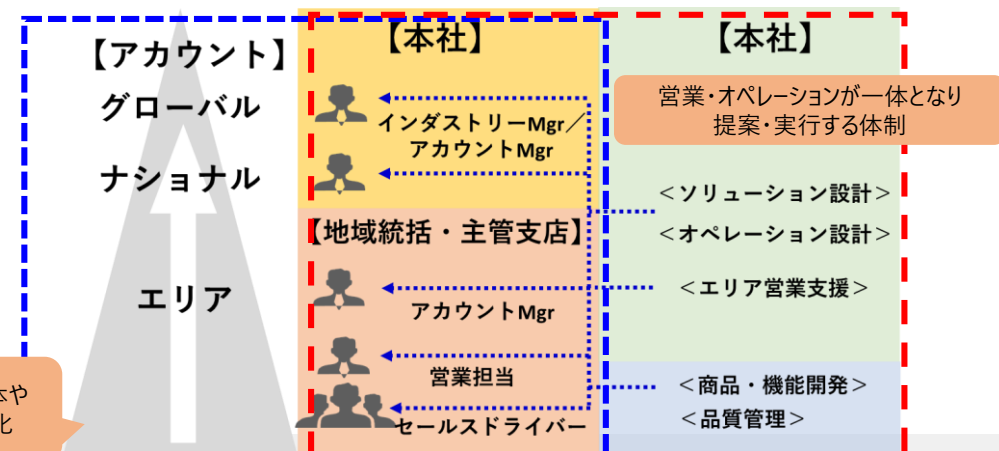 【アカウント】
グローバル
ナショナル
エリア
本や
化
【本社】
インダストリーMgr／
アカウントMgr
【地域統括・主管支店】
アカウントMgr
営業担当
セールスドライバー
【本社】
営業・オペレーションが一体となり
提案・実行する体制
＜ソリューション設計＞
＜オペレーション設計＞
＜エリア営業支援＞
＜商品・機能開発＞
＜品質管理＞